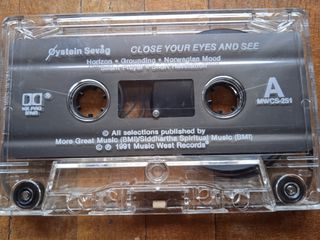 Øystein Sevåg CLOSE YOUR EYES AND SEE
Horizon • Grounding • Norwegian Mood
A
MWCS-251
DOLBY
© All selections published by
More Great Music (BMI)/Siddhartha Spiritual Music (BMI)
© ℗ 1991 Music West Records